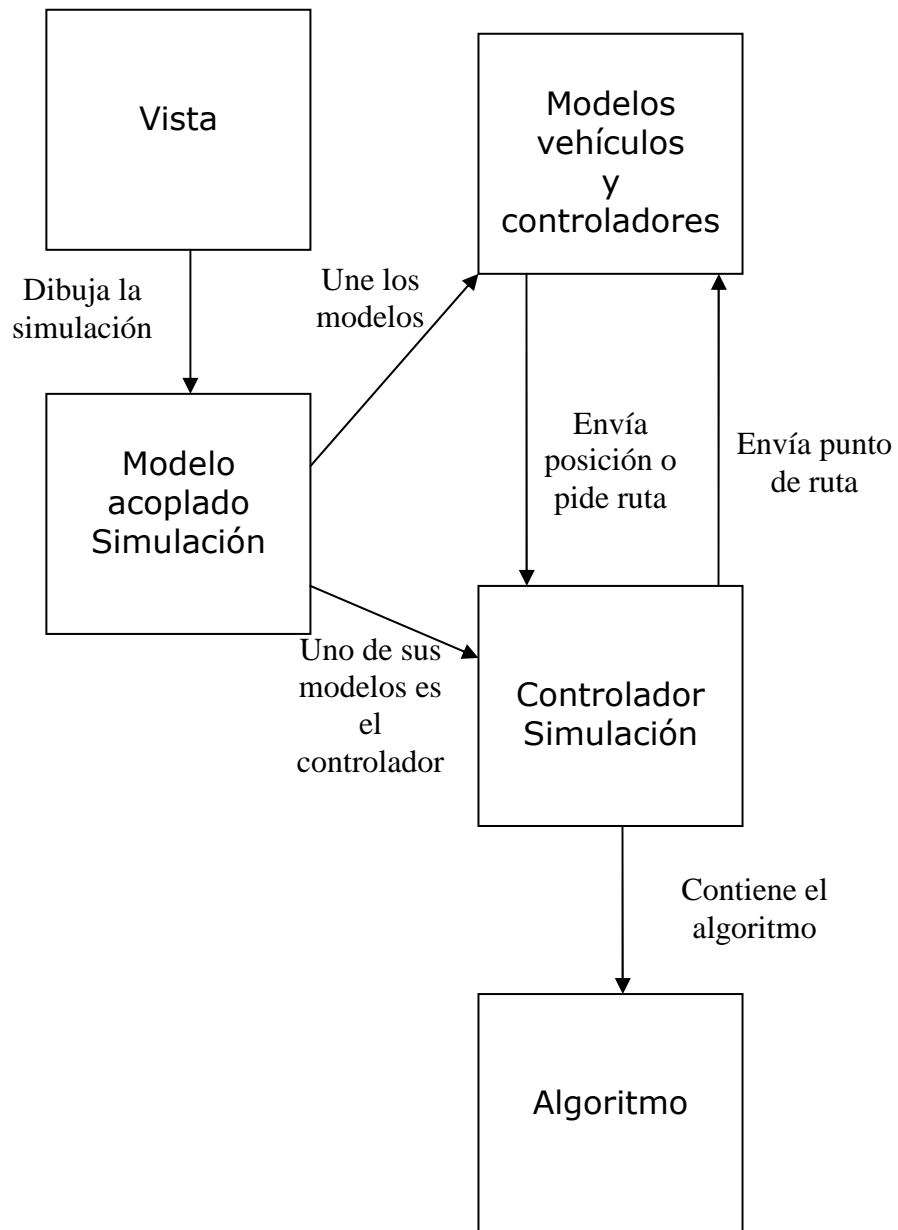 Vista
Modelos
vehículos
y
controladores
Dibuja la
simulación
Une los
modelos
Modelo
acoplado
Simulación
Envía
posición o
pide ruta
Envía punto
de ruta
Uno de sus
modelos es
el
controlador
Controlador
Simulación
Contiene el
algoritmo
Algoritmo